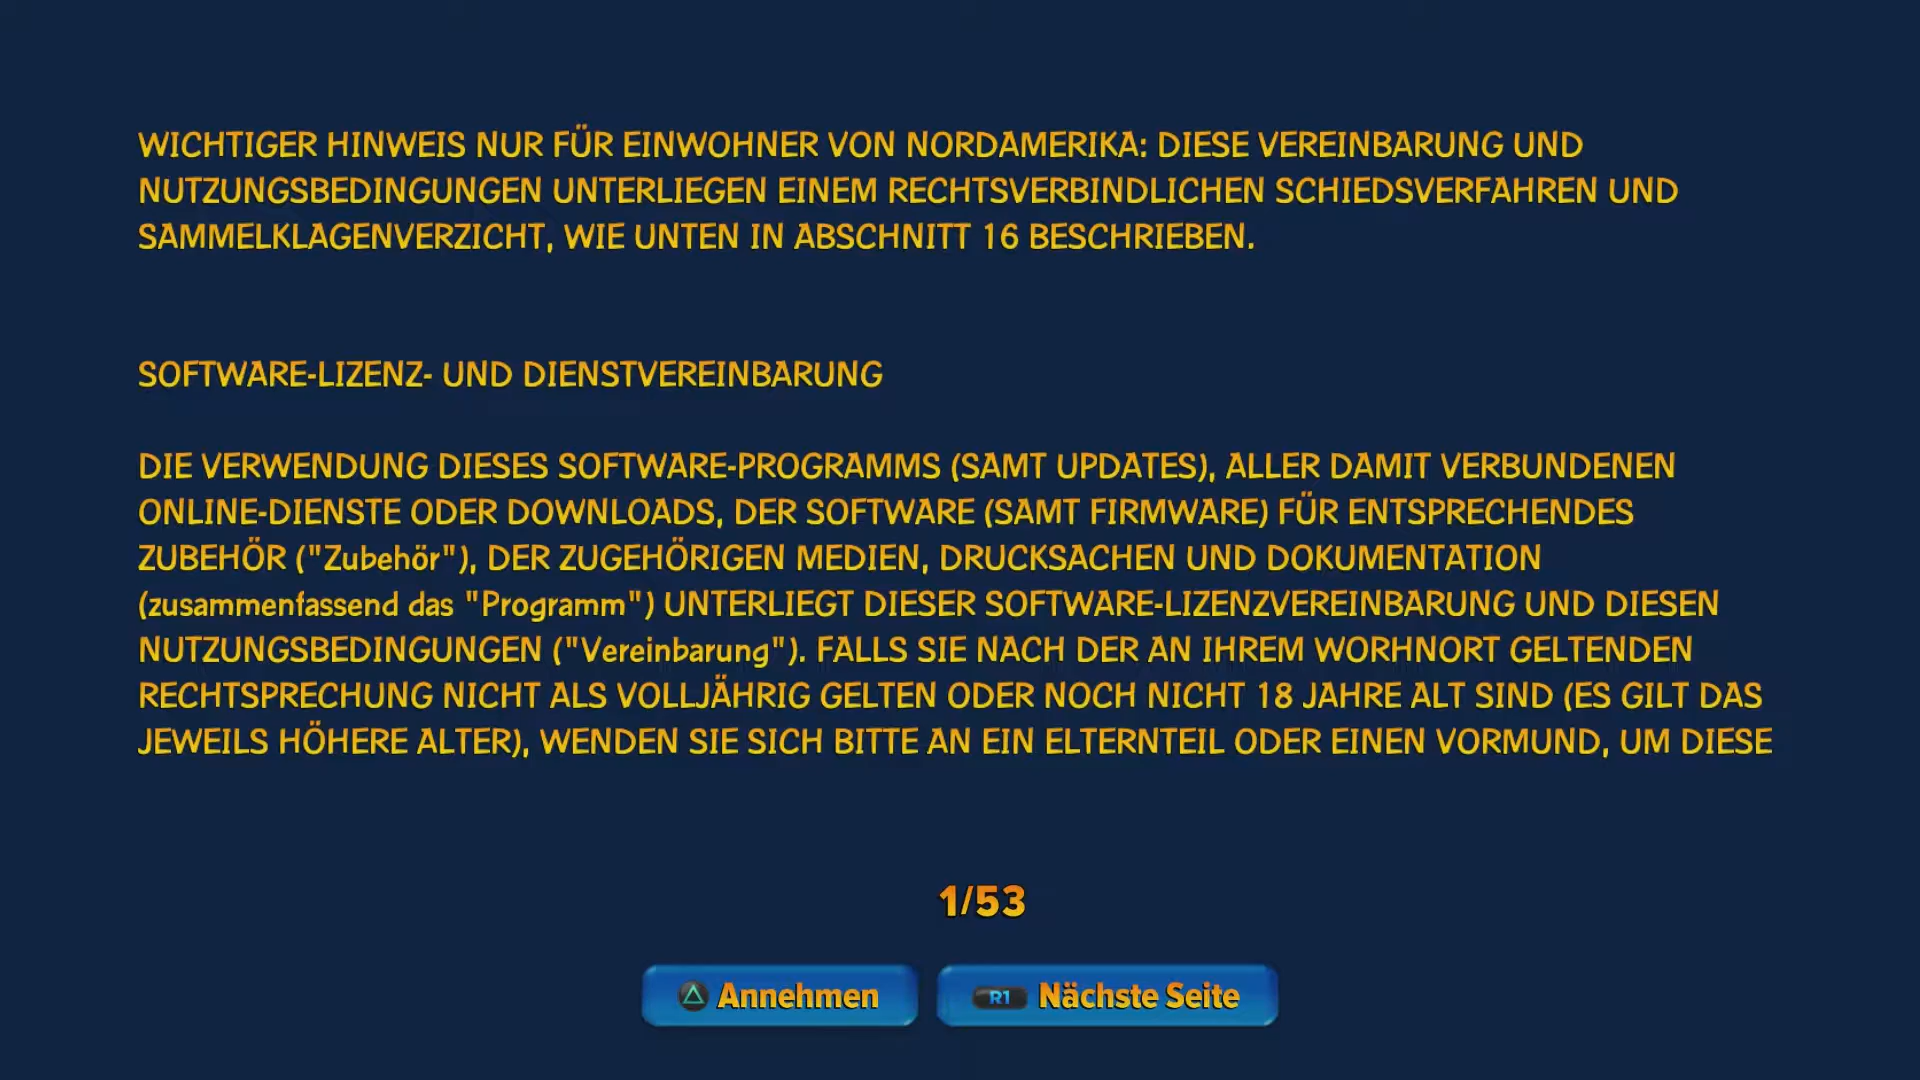 WICHTIGER HINWEIS NUR FÜR EINWOHNER VON NORDAMERIKA: DIESE VEREINBARUNG UND
NUTZUNGSBEDINGUNGEN UNTERLIEGEN EINEM RECHTSVERBINDLICHEN SCHIEDSVERFAHREN UND
SAMMELKLAGENVERZICHT, WIE UNTEN IN ABSCHNITT 16 BESCHRIEBEN.
SOFTWARE-LIZENZ- UND DIENSTVEREINBARUNG
DIE VERWENDUNG DIESES SOFTWARE-PROGRAMMS (SAMT UPDATES), ALLER DAMIT VERBUNDENEN
ONLINE-DIENSTE ODER DOWNLOADS, DER SOFTWARE (SAMT FIRMWARE) FÜR ENTSPRECHENDES
ZUBEHÖR ("Zubehör"), DER ZUGEHÖRIGEN MEDIEN, DRUCKSACHEN UND DOKUMENTATION
(zusammenfassend das "Programm") UNTERLIEGT DIESER SOFTWARE-LIZENZVEREINBARUNG UND DIESEN
NUTZUNGSBEDINGUNGEN ("Vereinbarung"). FALLS SIE NACH DER AN IHREM WORHNORT GELTENDEN
RECHTSPRECHUNG NICHT ALS VOLLJÄHRIG GELTEN ODER NOCH NICHT 18 JAHRE ALT SIND (ES GILT DAS
JEWEILS HÖHERE ALTER), WENDEN SIE SICH BITTE AN EIN ELTERNTEIL ODER EINEN VORMUND, UM DIESE
1/53
Annehmen
R1 Nächste Seite